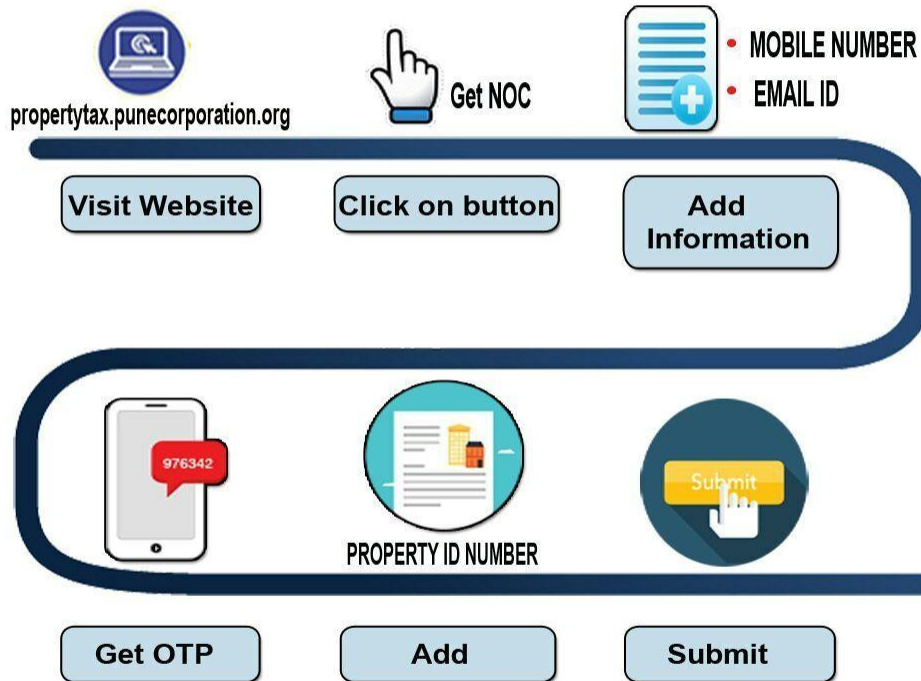 propertytax.punecorporation.org
Get NOC
• MOBILE NUMBER
• EMAIL ID
Visit Website
Click on button
Add
Information
976342
PROPERTY ID NUMBER
Submit
Get OTP
Add
Submit